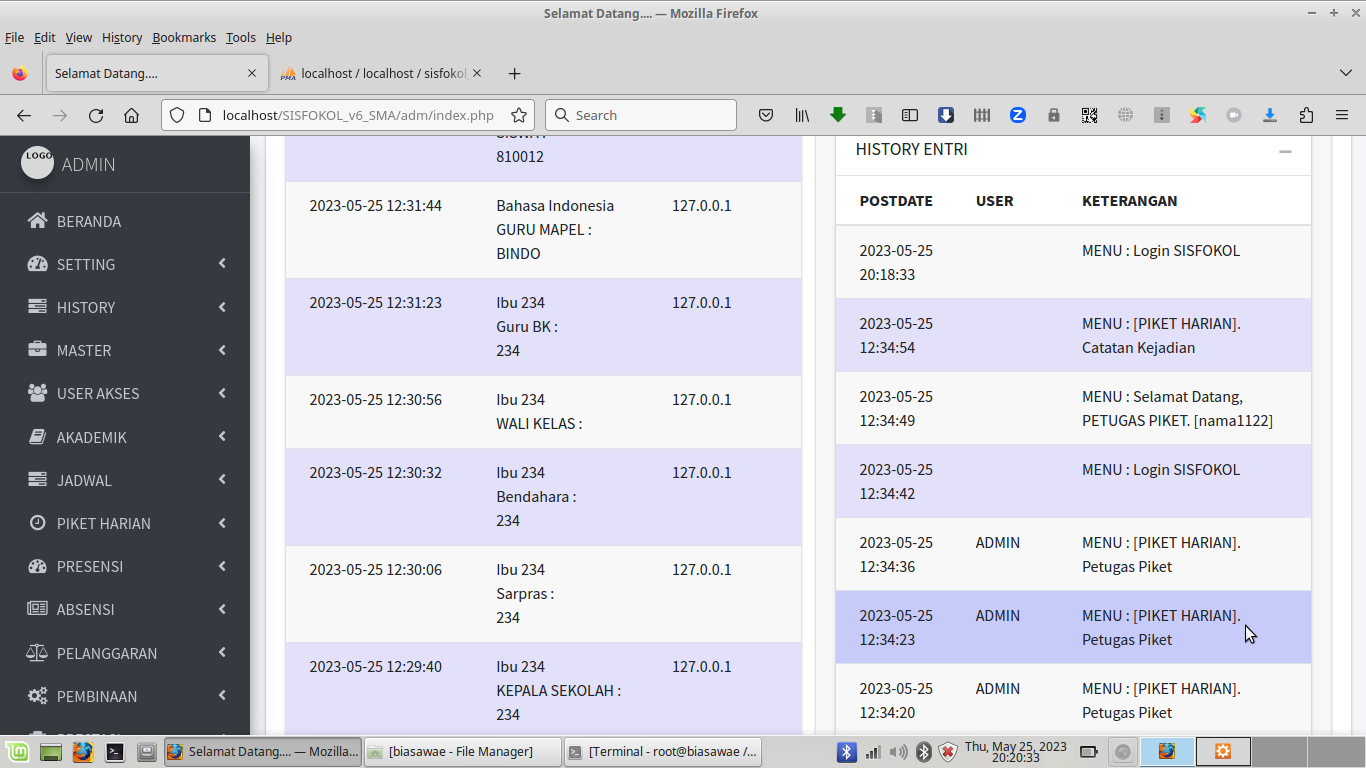 Selamat Datang.... — Mozilla Firefox
File Edit View History Bookmarks Tools Help
Selamat Datang....
localhost / localhost / sisfokol
localhost/SISFOKOL_v6_SMA/adm/index.php
Search
LOGO
ADMIN
BERANDA
SETTING
HISTORY
MASTER
USER AKSES
AKADEMIK
JADWAL
PIKET HARIAN
PRESENSI
ABSENSI
PELANGGARAN
PEMBINAAN
810012
2023-05-25 12:31:44 Bahasa Indonesia 127.0.0.1
GURU MAPEL :
BINDO
2023-05-25 12:31:23 Ibu 234 127.0.0.1
Guru BK :
234
2023-05-25 12:30:56 Ibu 234 127.0.0.1
WALI KELAS :
2023-05-25 12:30:32 Ibu 234 127.0.0.1
Bendahara :
234
2023-05-25 12:30:06 Ibu 234 127.0.0.1
Sarpras :
234
2023-05-25 12:29:40 Ibu 234 127.0.0.1
KEPALA SEKOLAH :
234
HISTORY ENTRI
POSTDATE USER KETERANGAN
2023-05-25 MENU : Login SISFOKOL
20:18:33
2023-05-25 MENU : [PIKET HARIAN].
12:34:54 Catatan Kejadian
2023-05-25 MENU : Selamat Datang,
12:34:49 PETUGAS PIKET. [nama1122]
2023-05-25 MENU : Login SISFOKOL
12:34:42
2023-05-25 ADMIN MENU : [PIKET HARIAN].
12:34:36 Petugas Piket
2023-05-25 ADMIN MENU : [PIKET HARIAN].
12:34:23 Petugas Piket
2023-05-25 ADMIN MENU : [PIKET HARIAN].
12:34:20 Petugas Piket
Selamat Datang.... — Mozilla...
[biasawae - File Manager]
[Terminal - root@biasawae /...
Thu, May 25, 2023
20:20:33